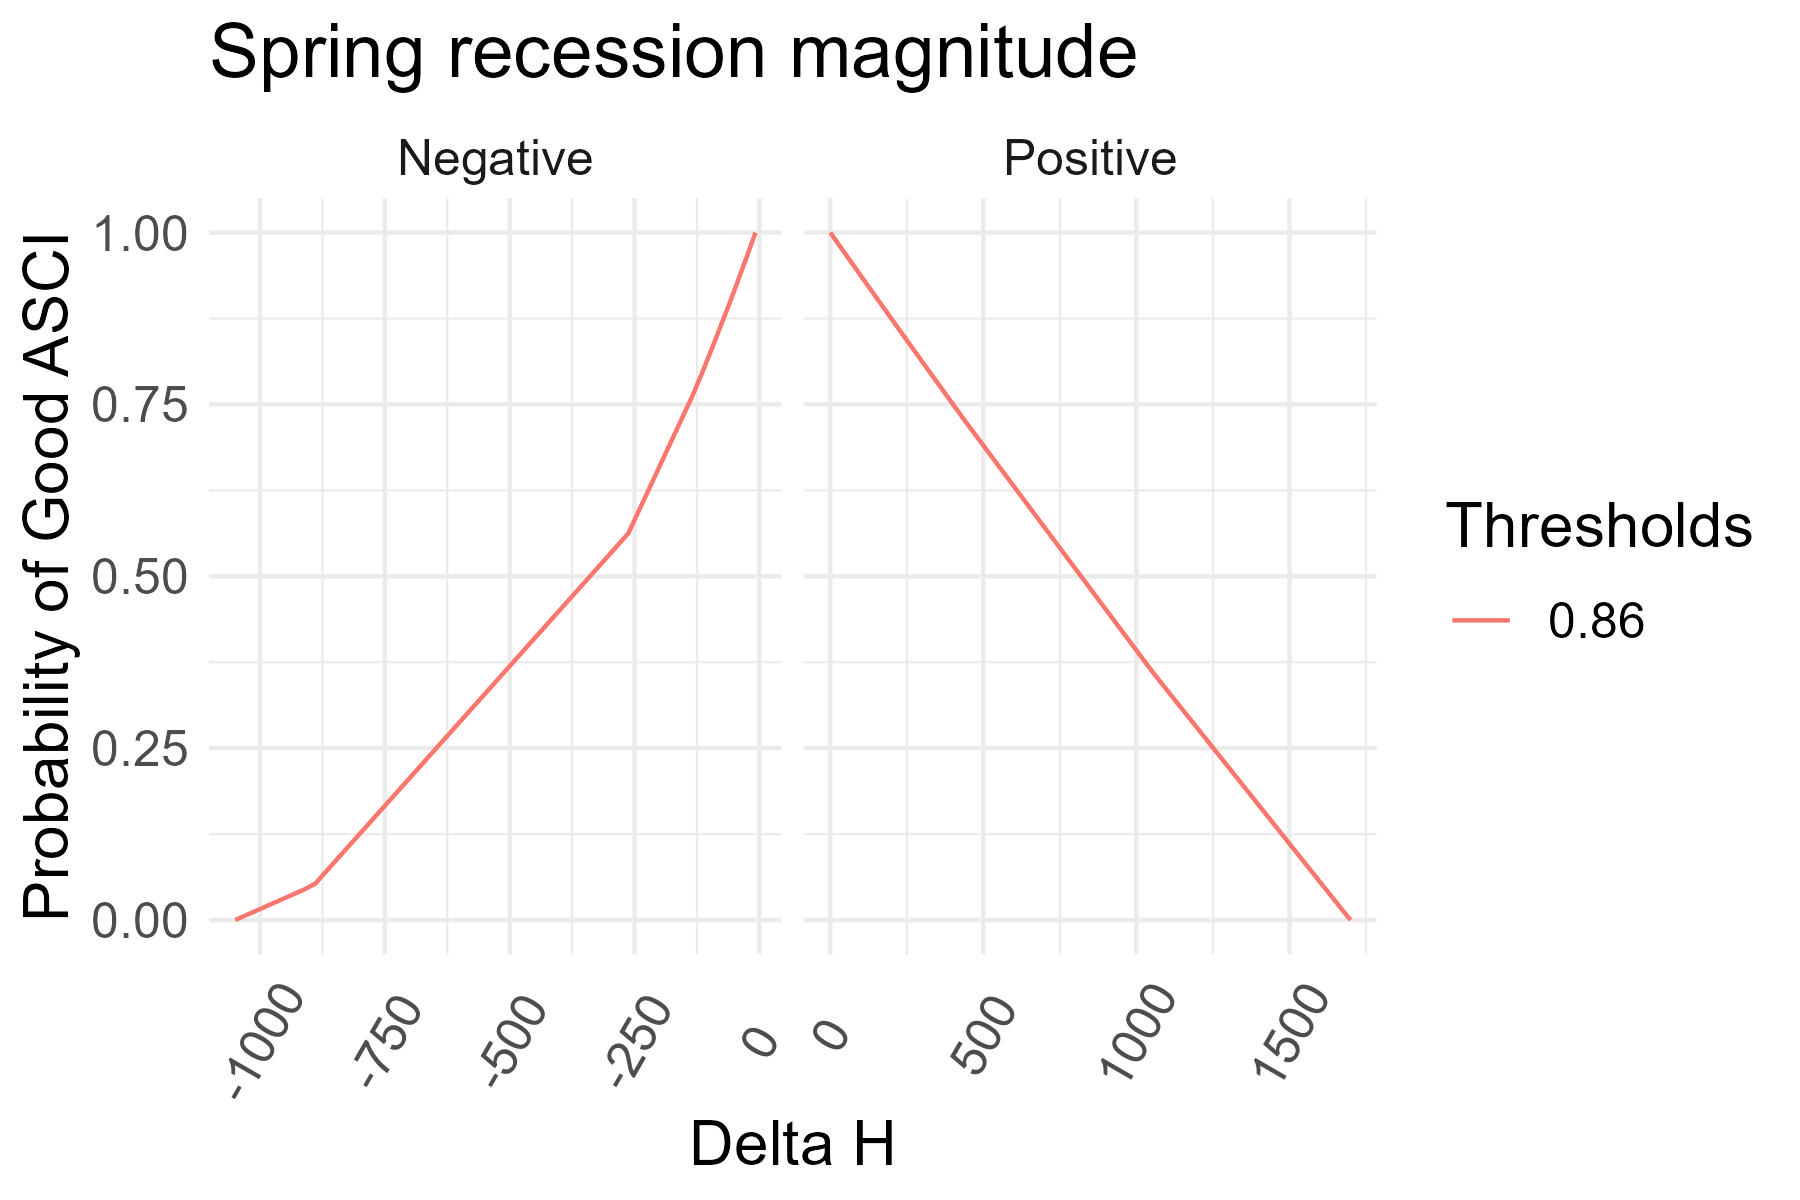 Spring recession magnitude
Negative
Positive
Probability of Good ASCI
1.00
0.75
0.50
0.25
0.00
-1000
-750
-500
-250
0
0
500
1000
1500
Delta H
Thresholds
0.86